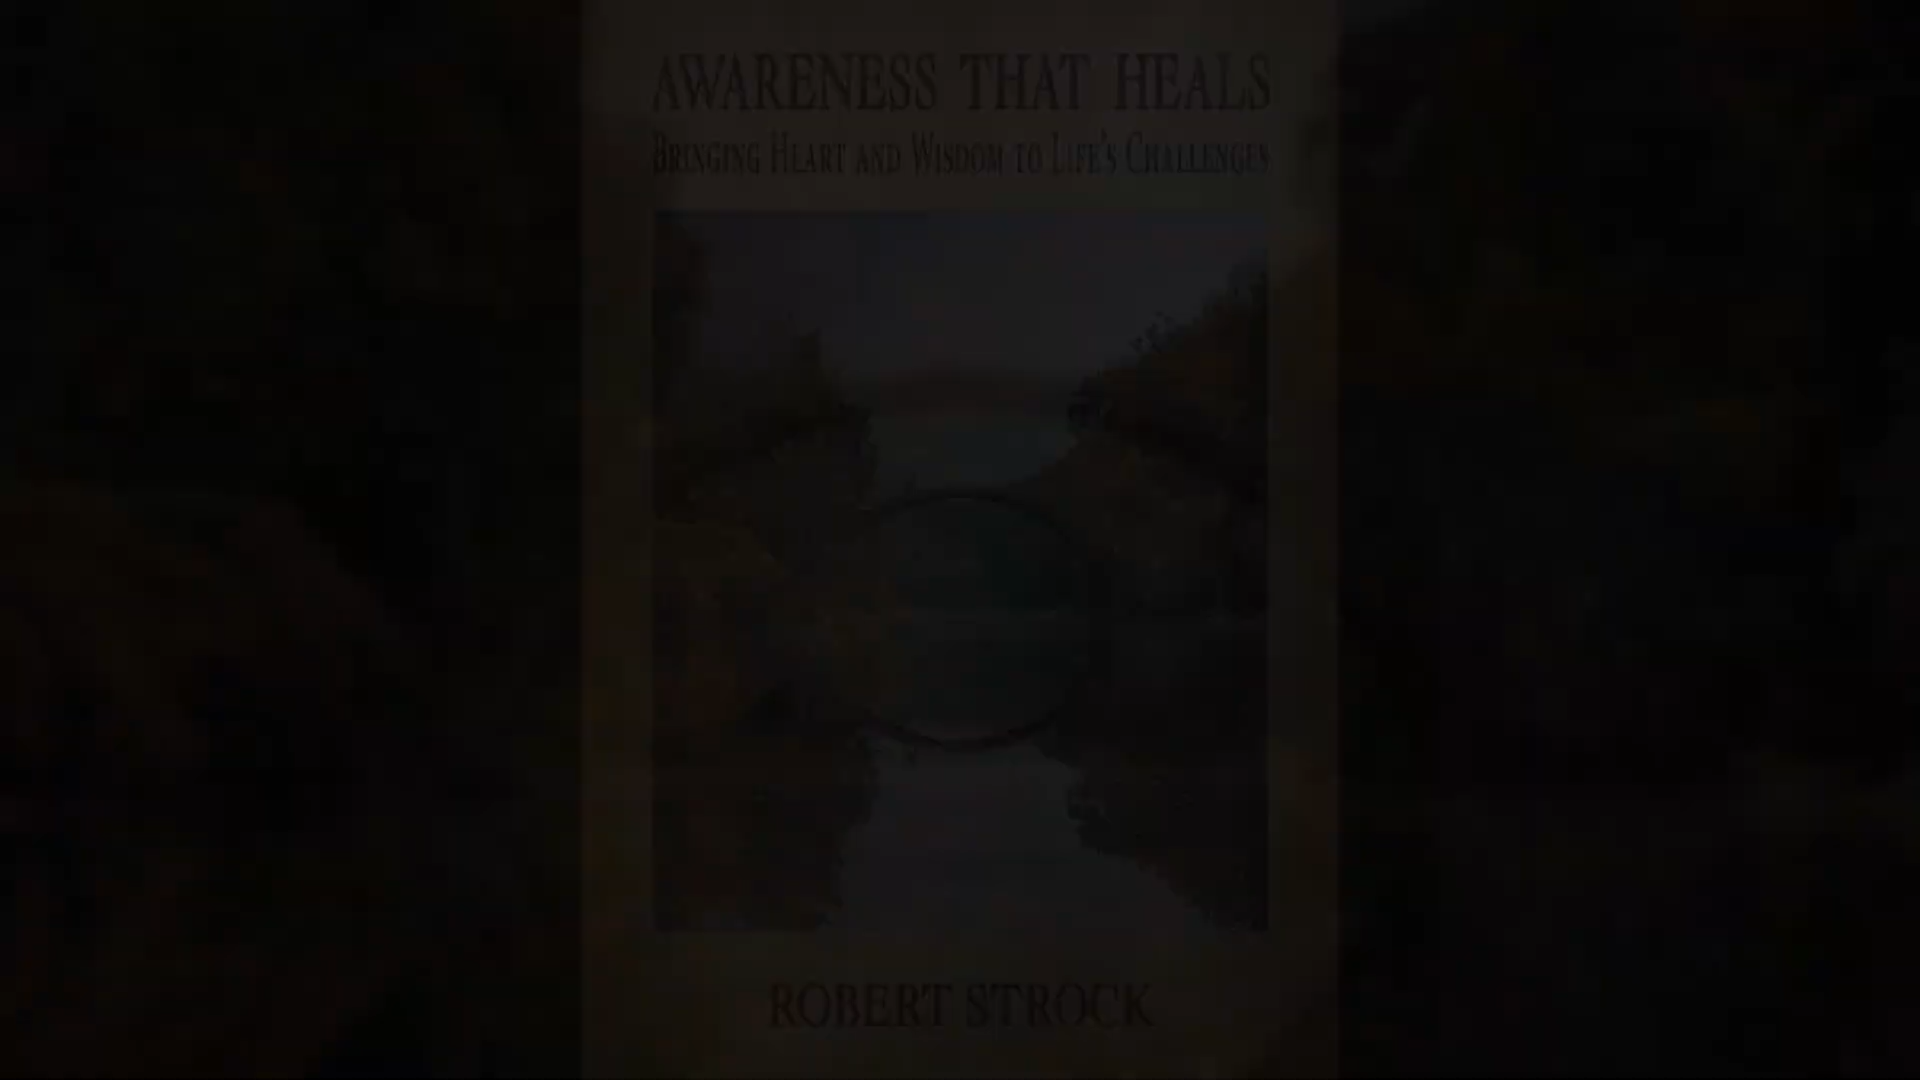 AWARENESS THAT HEALS
BRINGING HEART AND WISDOM TO LIFE'S CHALLENGES
ROBERT STROCK